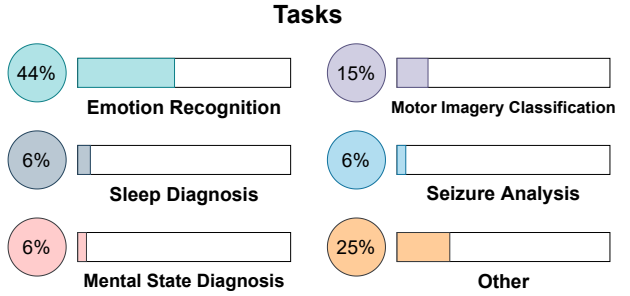 Tasks
44%
Emotion Recognition
15%
Motor Imagery Classification
6%
Sleep Diagnosis
6%
Seizure Analysis
6%
Mental State Diagnosis
25%
Other